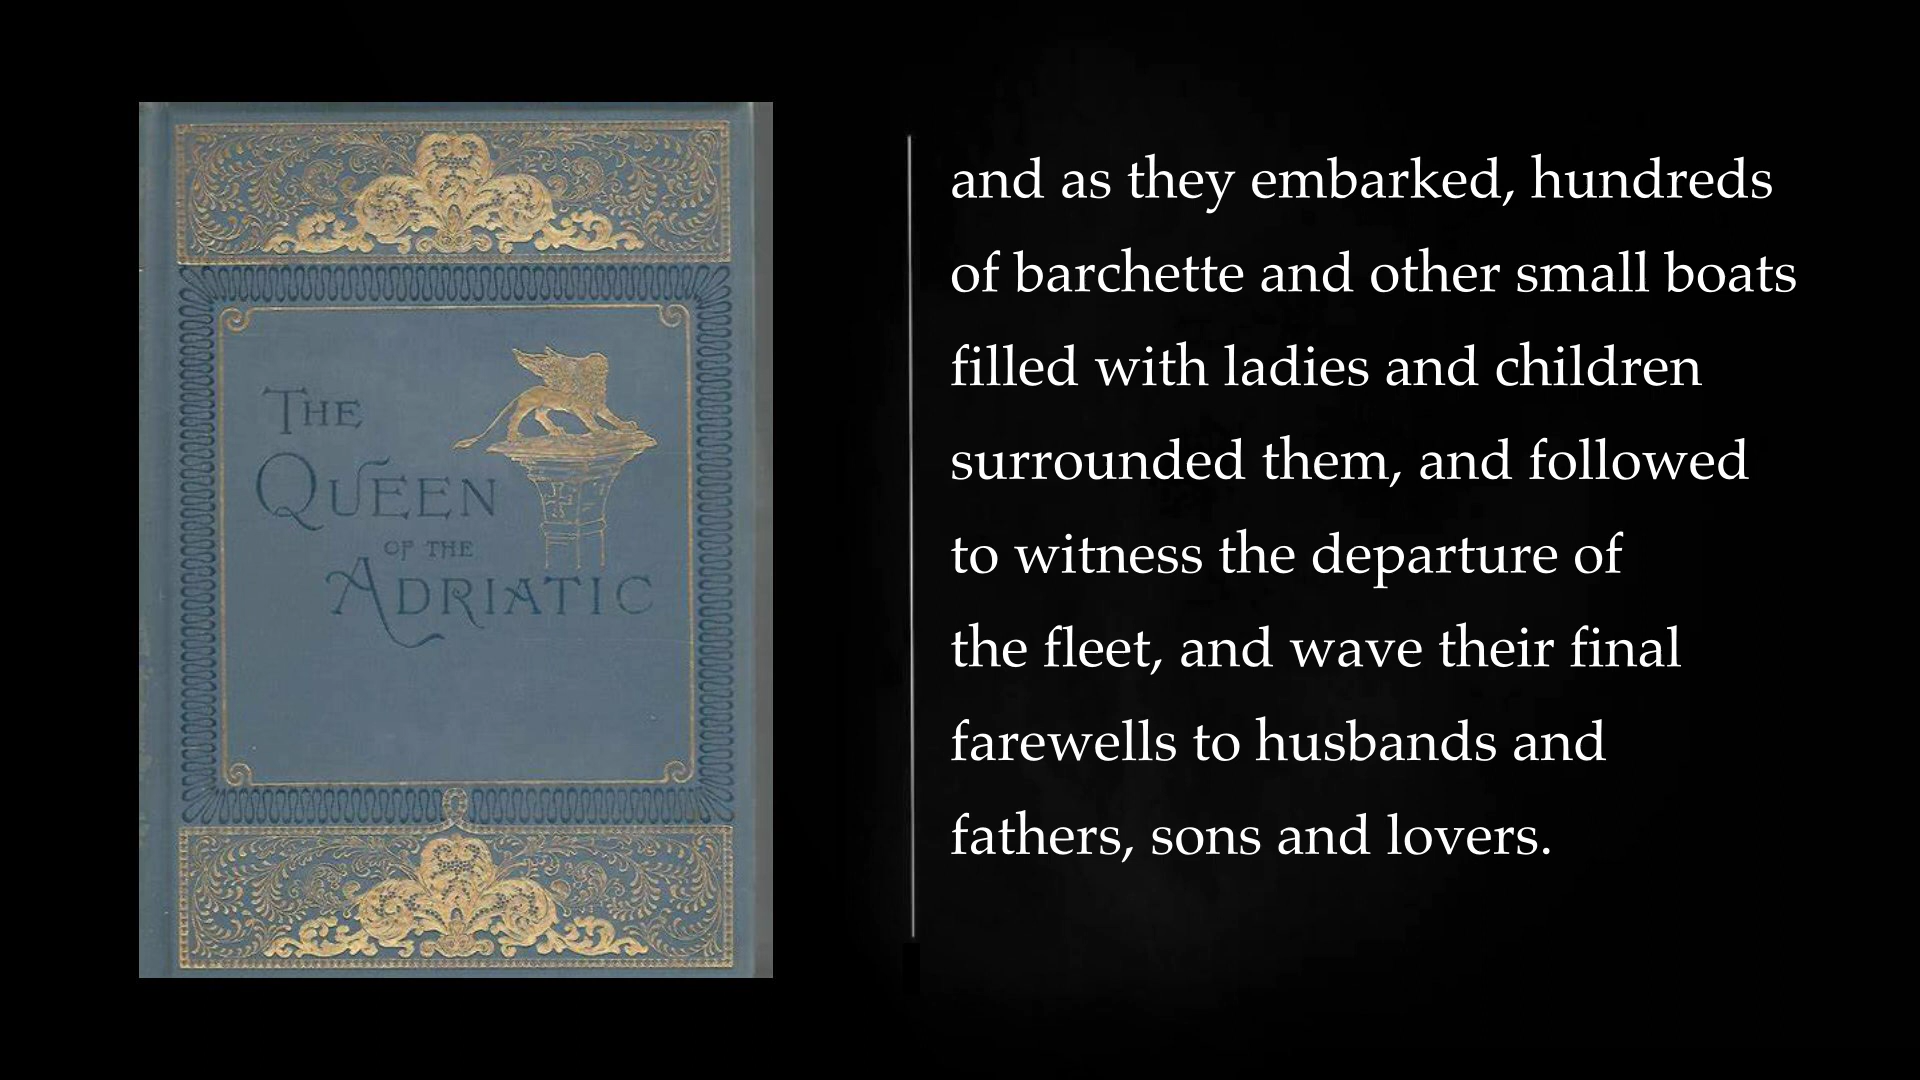 THE
QUEEN
OF THE
ADRIATIC
and as they embarked, hundreds
of barchette and other small boats
filled with ladies and children
surrounded them, and followed
to witness the departure of
the fleet, and wave their final
farewells to husbands and
fathers, sons and lovers.